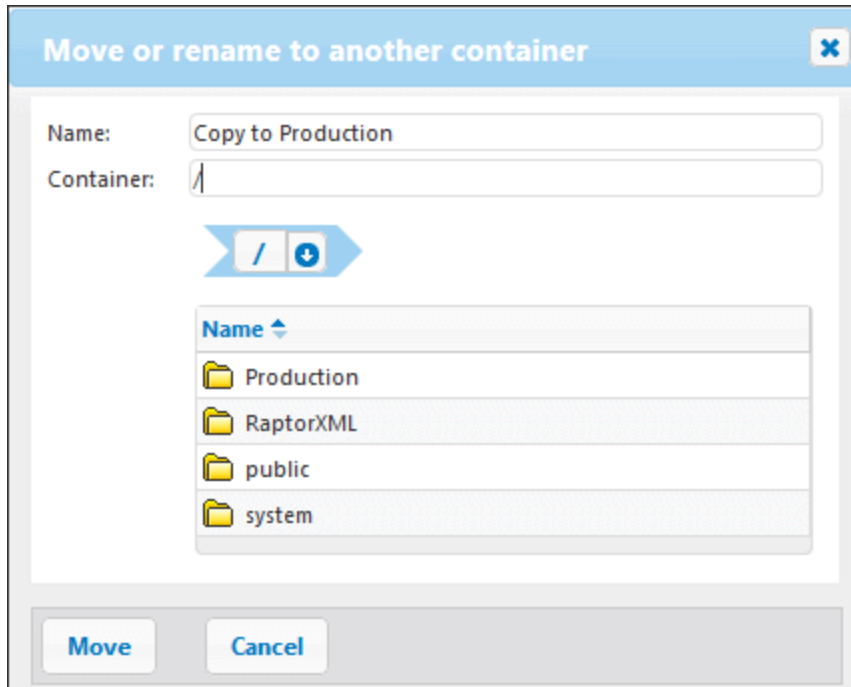 Move or rename to another container
Name: Copy to Production
Container: /
/
Name
Production
RaptorXML
public
system
Move Cancel